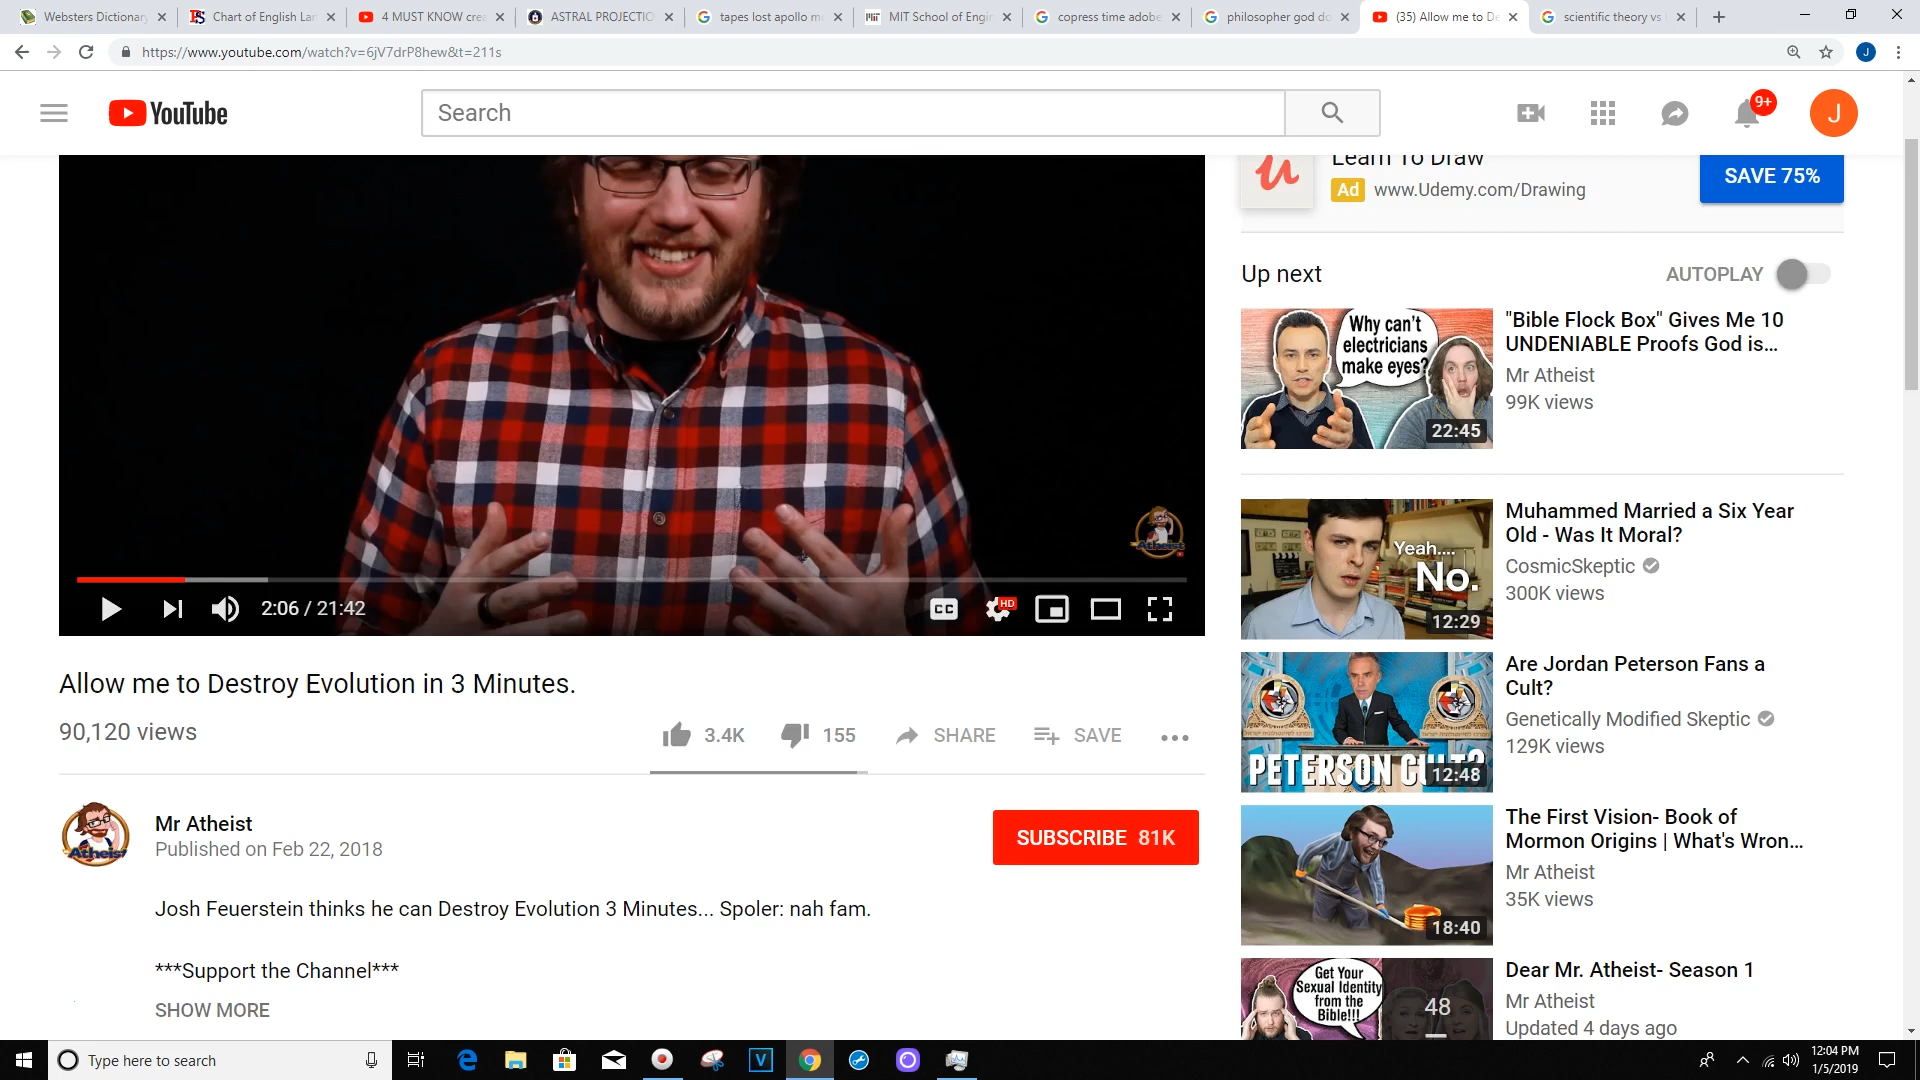 Websters Dictionary
Chart of English Lan
4 MUST KNOW crea
ASTRAL PROJECTIO
tapes lost apollo m
MIT School of Engi
copress time adobe
philosopher god do
(35) Allow me to De
scientific theory vs
https://www.youtube.com/watch?v=6jV7drP8hew&t=211s
J
YouTube
Search
9+
J
Learn To Draw
Ad www.Udemy.com/Drawing
SAVE 75%
Up next
AUTOPLAY
Why can't
electricians
make eyes?
22:45
"Bible Flock Box" Gives Me 10
UNDENIABLE Proofs God is...
Mr Atheist
99K views
Yeah....
No.
12:29
Muhammed Married a Six Year
Old - Was It Moral?
CosmicSkeptic
300K views
PETERSON CULT?
12:48
Are Jordan Peterson Fans a
Cult?
Genetically Modified Skeptic
129K views
18:40
The First Vision- Book of
Mormon Origins | What's Wron...
Mr Atheist
35K views
Get Your
Sexual Identity
from the
Bible!!!
48
Dear Mr. Atheist- Season 1
Mr Atheist
Updated 4 days ago
Atheist
2:06 / 21:42
CC
HD
Allow me to Destroy Evolution in 3 Minutes.
90,120 views
3.4K
155
SHARE
SAVE
Atheist
Mr Atheist
Published on Feb 22, 2018
SUBSCRIBE 81K
Josh Feuerstein thinks he can Destroy Evolution 3 Minutes... Spoler: nah fam.
***Support the Channel***
SHOW MORE
Type here to search
V
12:04 PM
1/5/2019